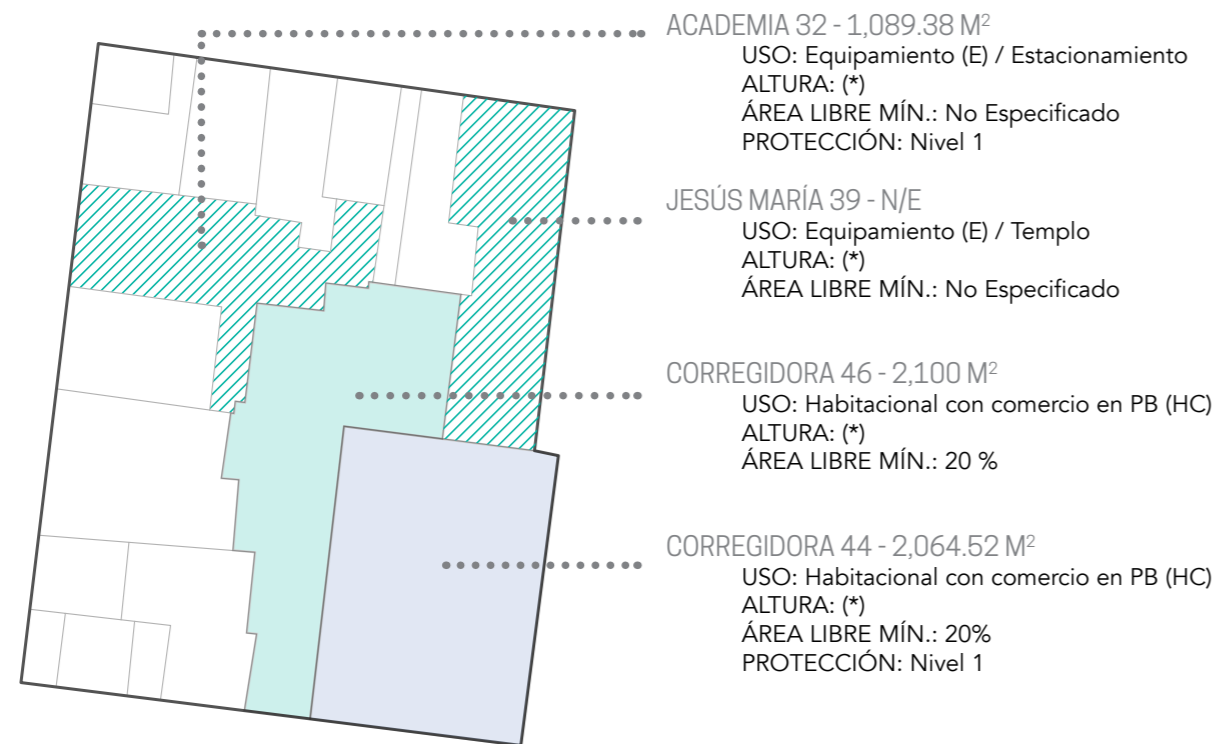 ACADEMIA 32 - 1,089.38 M²
USO: Equipamiento (E) / Estacionamiento
ALTURA: (*)
ÁREA LIBRE MÍN.: No Especificado
PROTECCIÓN: Nivel 1
JESÚS MARÍA 39 - N/E
USO: Equipamiento (E) / Templo
ALTURA: (*)
ÁREA LIBRE MÍN.: No Especificado
CORREGIDORA 46 - 2,100 M²
USO: Habitacional con comercio en PB (HC)
ALTURA: (*)
ÁREA LIBRE MÍN.: 20 %
CORREGIDORA 44 - 2,064.52 M²
USO: Habitacional con comercio en PB (HC)
ALTURA: (*)
ÁREA LIBRE MÍN.: 20%
PROTECCIÓN: Nivel 1